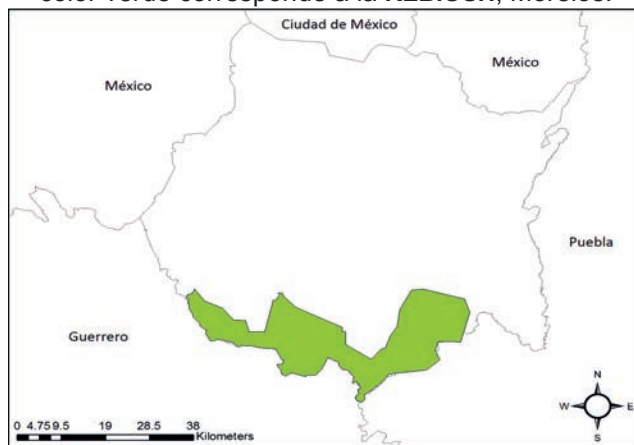 color verde corresponde a la REBIOSH, Morelos.
Ciudad de México
México
México
Puebla
Guerrero
N
W E
S
0 4.75 9.5 19 28.5 38
Kilometers